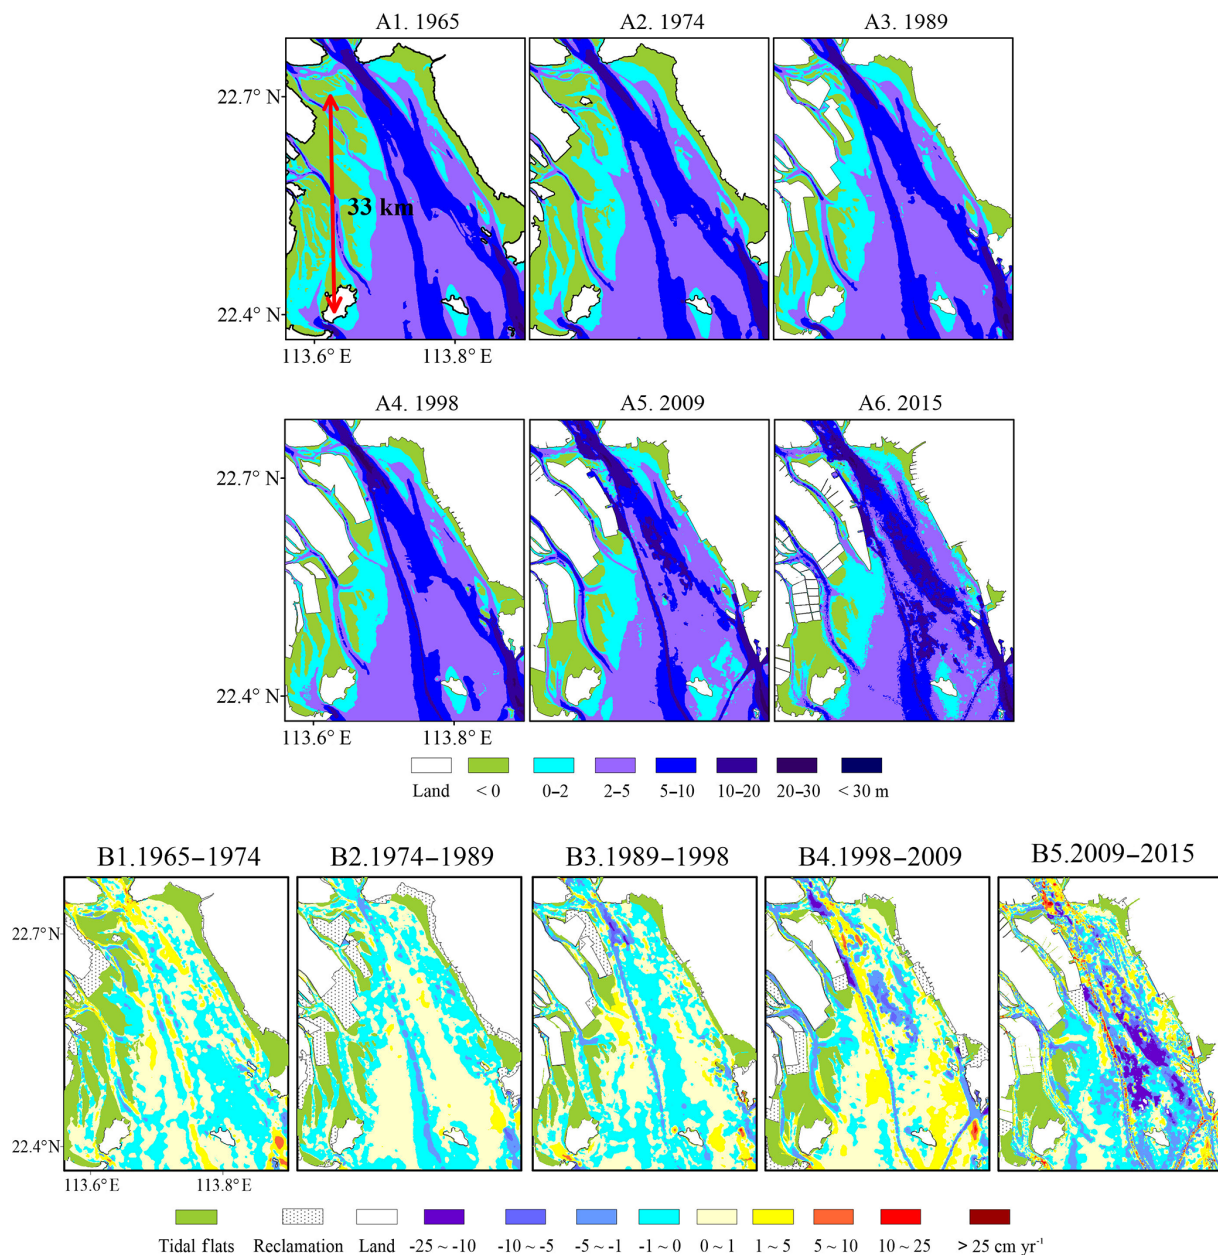 A1. 1965 A2. 1974 A3. 1989
22.7° N
33 km
22.4° N
113.6° E 113.8° E
A4. 1998 A5. 2009 A6. 2015
22.7° N
22.4° N
113.6° E 113.8° E
Land < 0 0–2 2–5 5–10 10–20 20–30 < 30 m
B1.1965–1974 B2.1974–1989 B3.1989–1998 B4.1998–2009 B5.2009–2015
22.7° N
22.4° N
113.6° E 113.8° E
Tidal flats Reclamation Land -25 ~ -10 -10 ~ -5 -5 ~ -1 -1 ~ 0 0 ~ 1 1 ~ 5 5 ~ 10 10 ~ 25 > 25 cm yr⁻¹